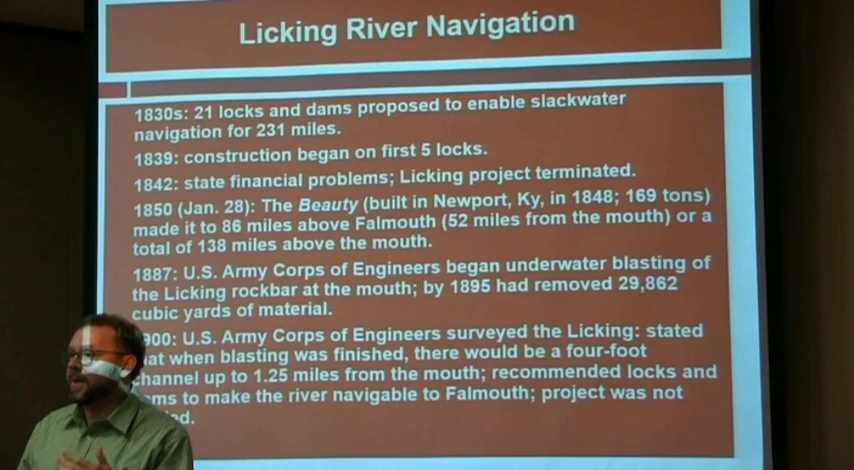 Licking River Navigation
1830s: 21 locks and dams proposed to enable slackwater
navigation for 231 miles.
1839: construction began on first 5 locks.
1842: state financial problems; Licking project terminated.
1850 (Jan. 28): The Beauty (built in Newport, Ky, in 1848; 169 tons)
made it to 86 miles above Falmouth (52 miles from the mouth) or a
total of 138 miles above the mouth.
1887: U.S. Army Corps of Engineers began underwater blasting of
the Licking rockbar at the mouth; by 1895 had removed 29,862
cubic yards of material.
900: U.S. Army Corps of Engineers surveyed the Licking: stated
at when blasting was finished, there would be a four-foot
channel up to 1.25 miles from the mouth; recommended locks and
ms to make the river navigable to Falmouth; project was not